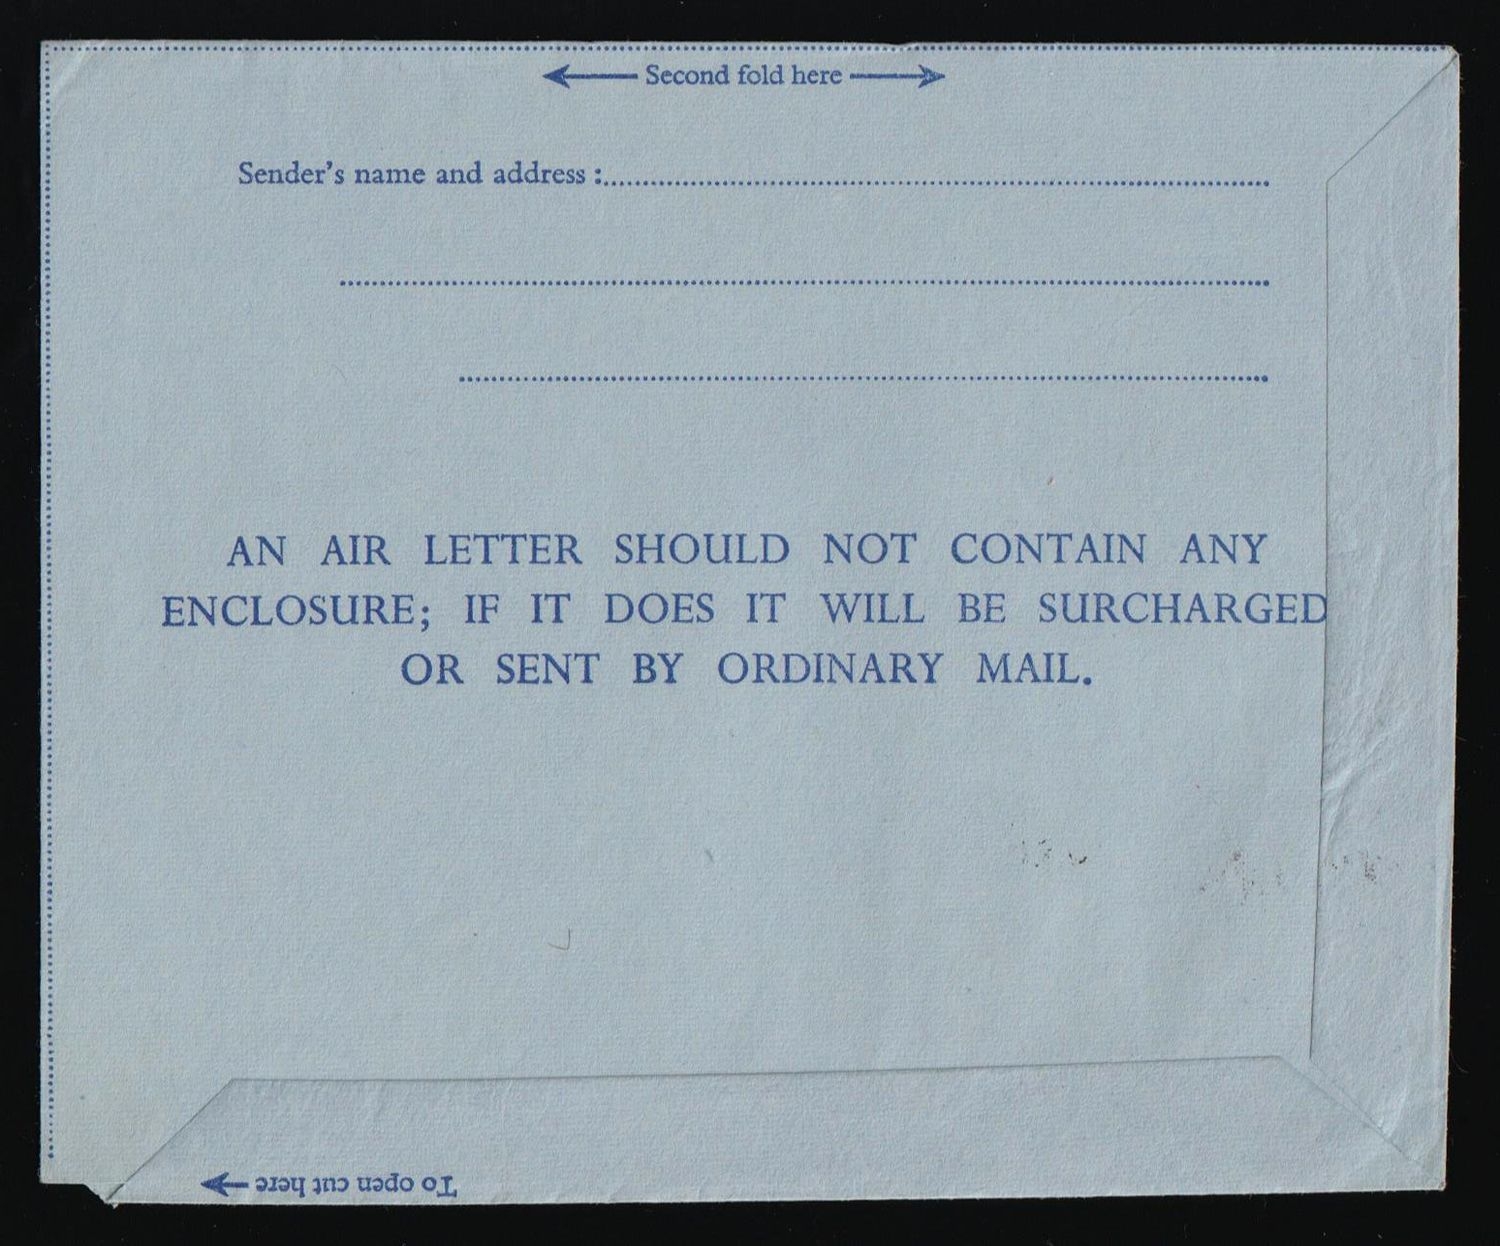 Second fold here
Sender's name and address :
AN AIR LETTER SHOULD NOT CONTAIN ANY
ENCLOSURE; IF IT DOES IT WILL BE SURCHARGED
OR SENT BY ORDINARY MAIL.
To open cut here